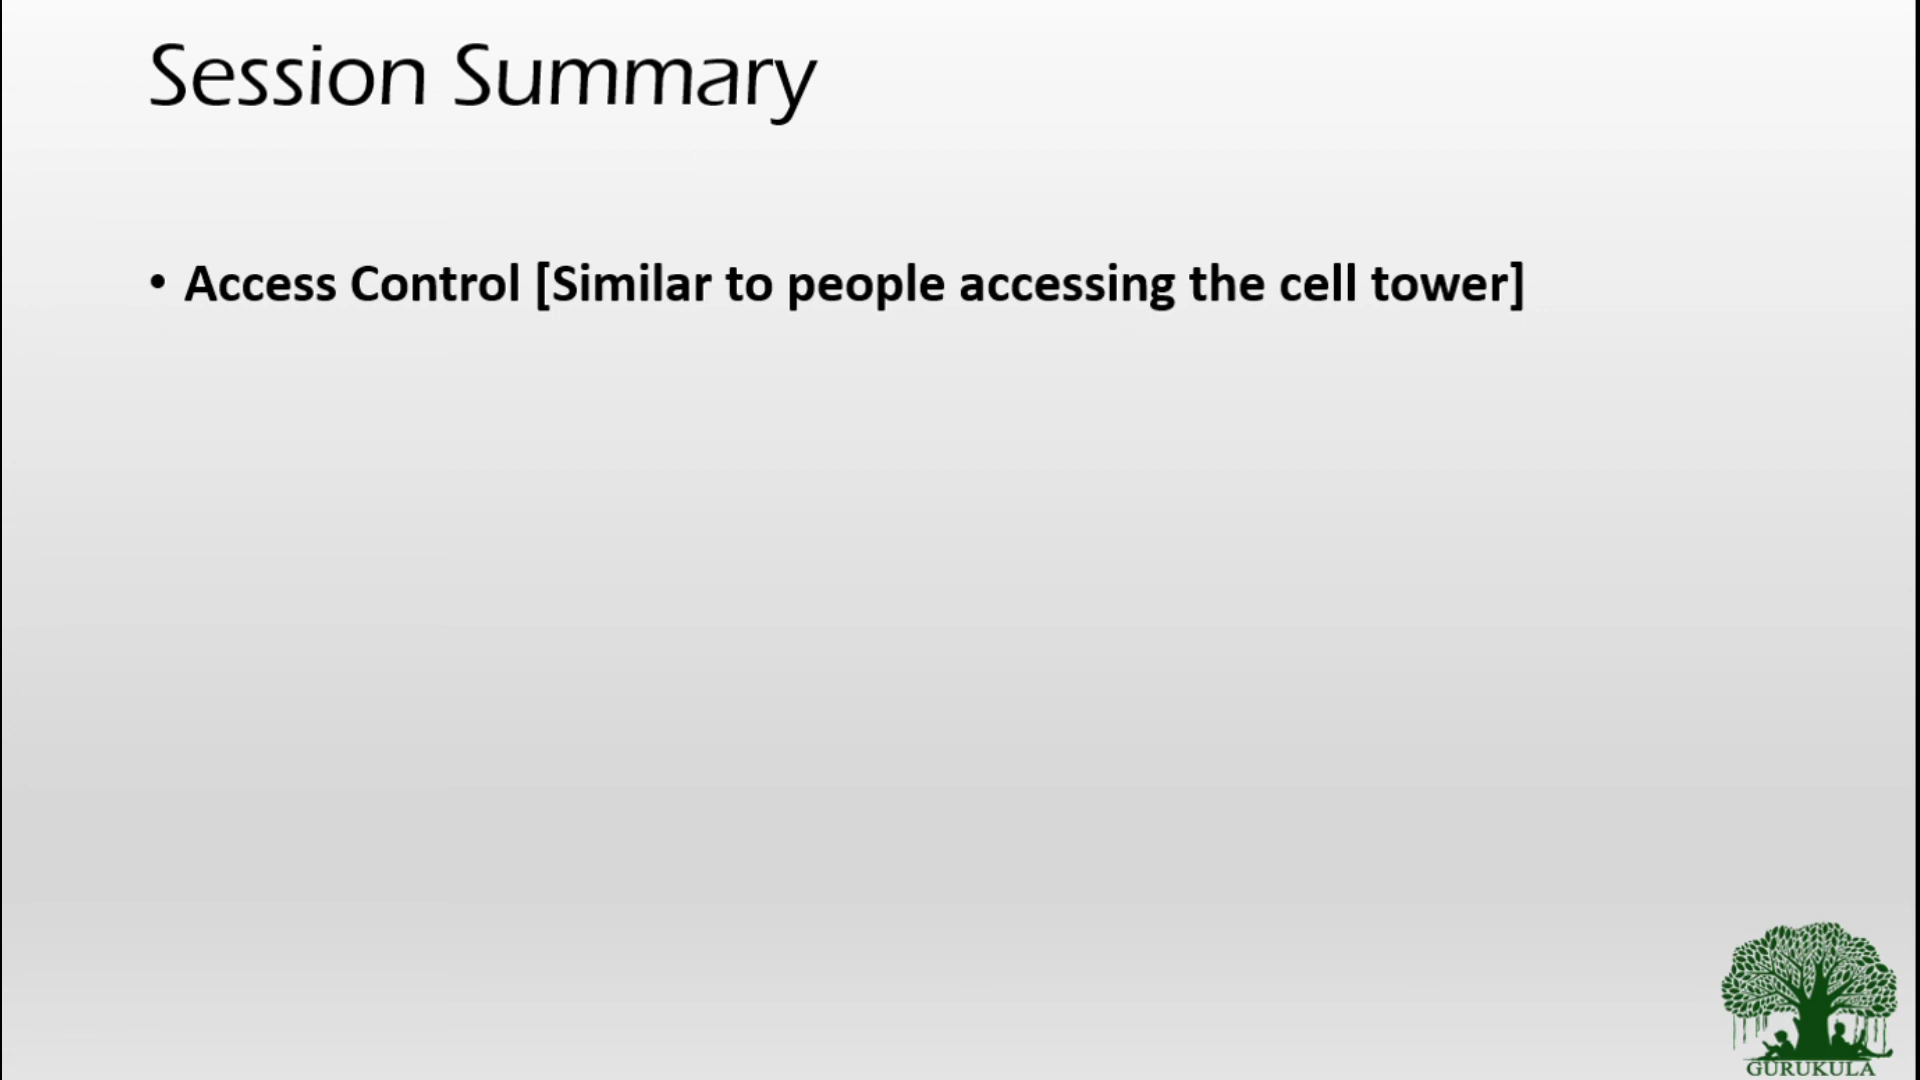 Session Summary
• Access Control [Similar to people accessing the cell tower]
GURUKULA